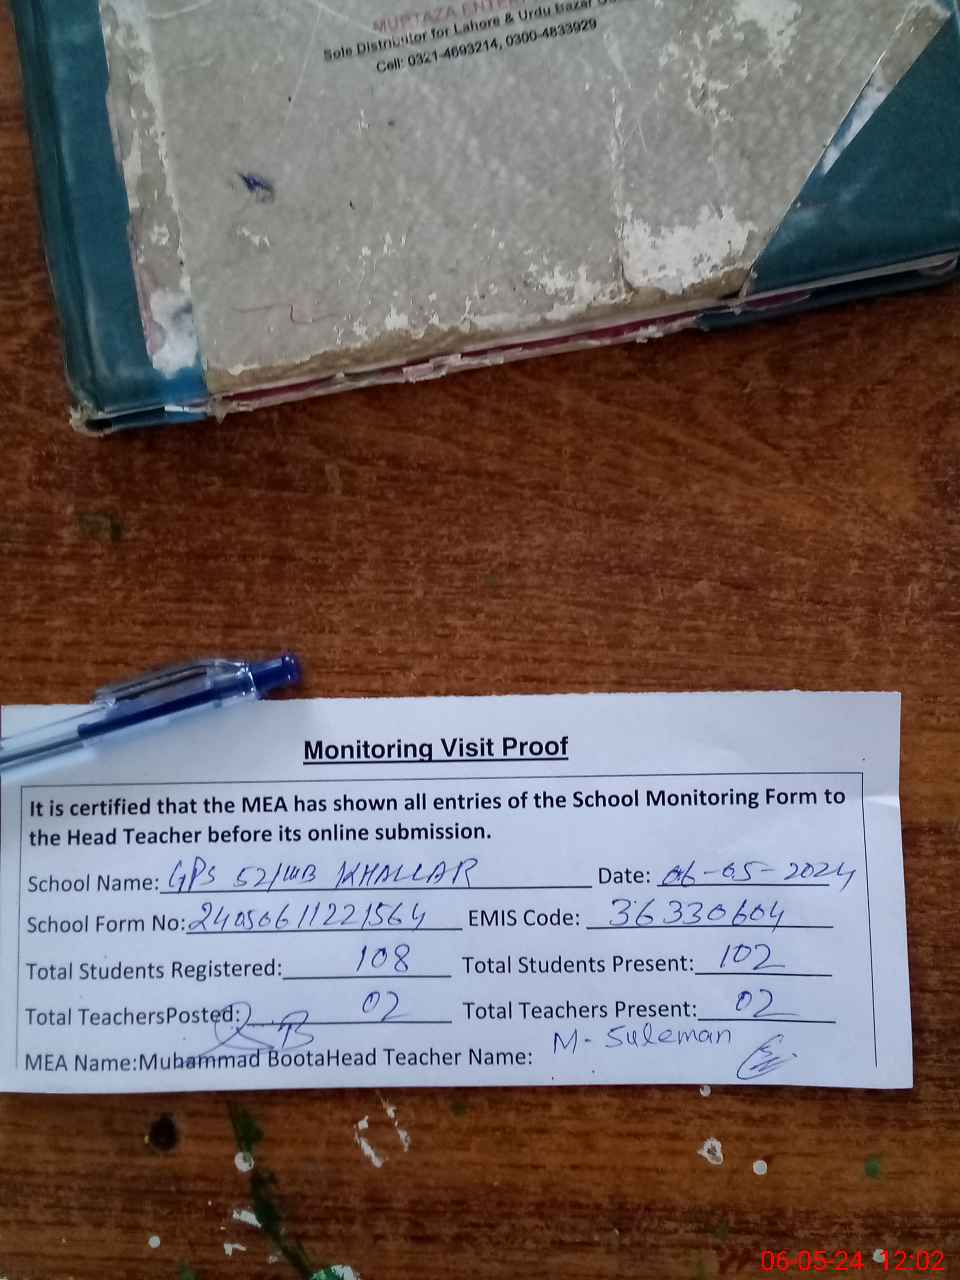 MURTAZA
Sole Distributor for Lahore & Urdu Bazar
Cell: 0321-4693214, 0300-4833929
Monitoring Visit Proof
It is certified that the MEA has shown all entries of the School Monitoring Form to
the Head Teacher before its online submission.
School Name: GPS 52/MB KHALLAR Date: 06-05-2024
School Form No: 24050611221564 EMIS Code: 36330604
Total Students Registered: 108 Total Students Present: 102
Total TeachersPosted: 02 Total Teachers Present: 02
MEA Name:Muhammad BootaHead Teacher Name: M. Suleman
06-05-24 12:02